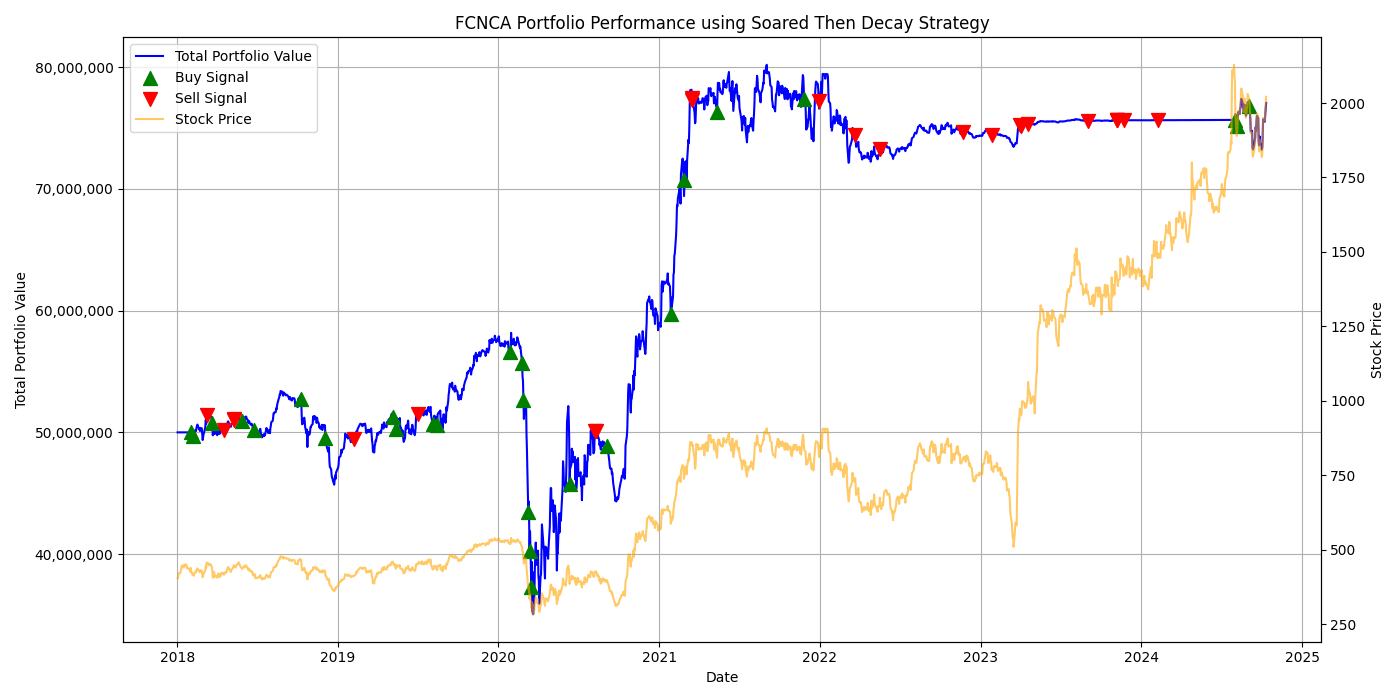 FCNCA Portfolio Performance using Soared Then Decay Strategy
Total Portfolio Value
Buy Signal
Sell Signal
Stock Price
80,000,000
70,000,000
60,000,000
50,000,000
40,000,000
Total Portfolio Value
2000
1750
1500
1250
1000
750
500
250
Stock Price
2018
2019
2020
2021
2022
2023
2024
2025
Date